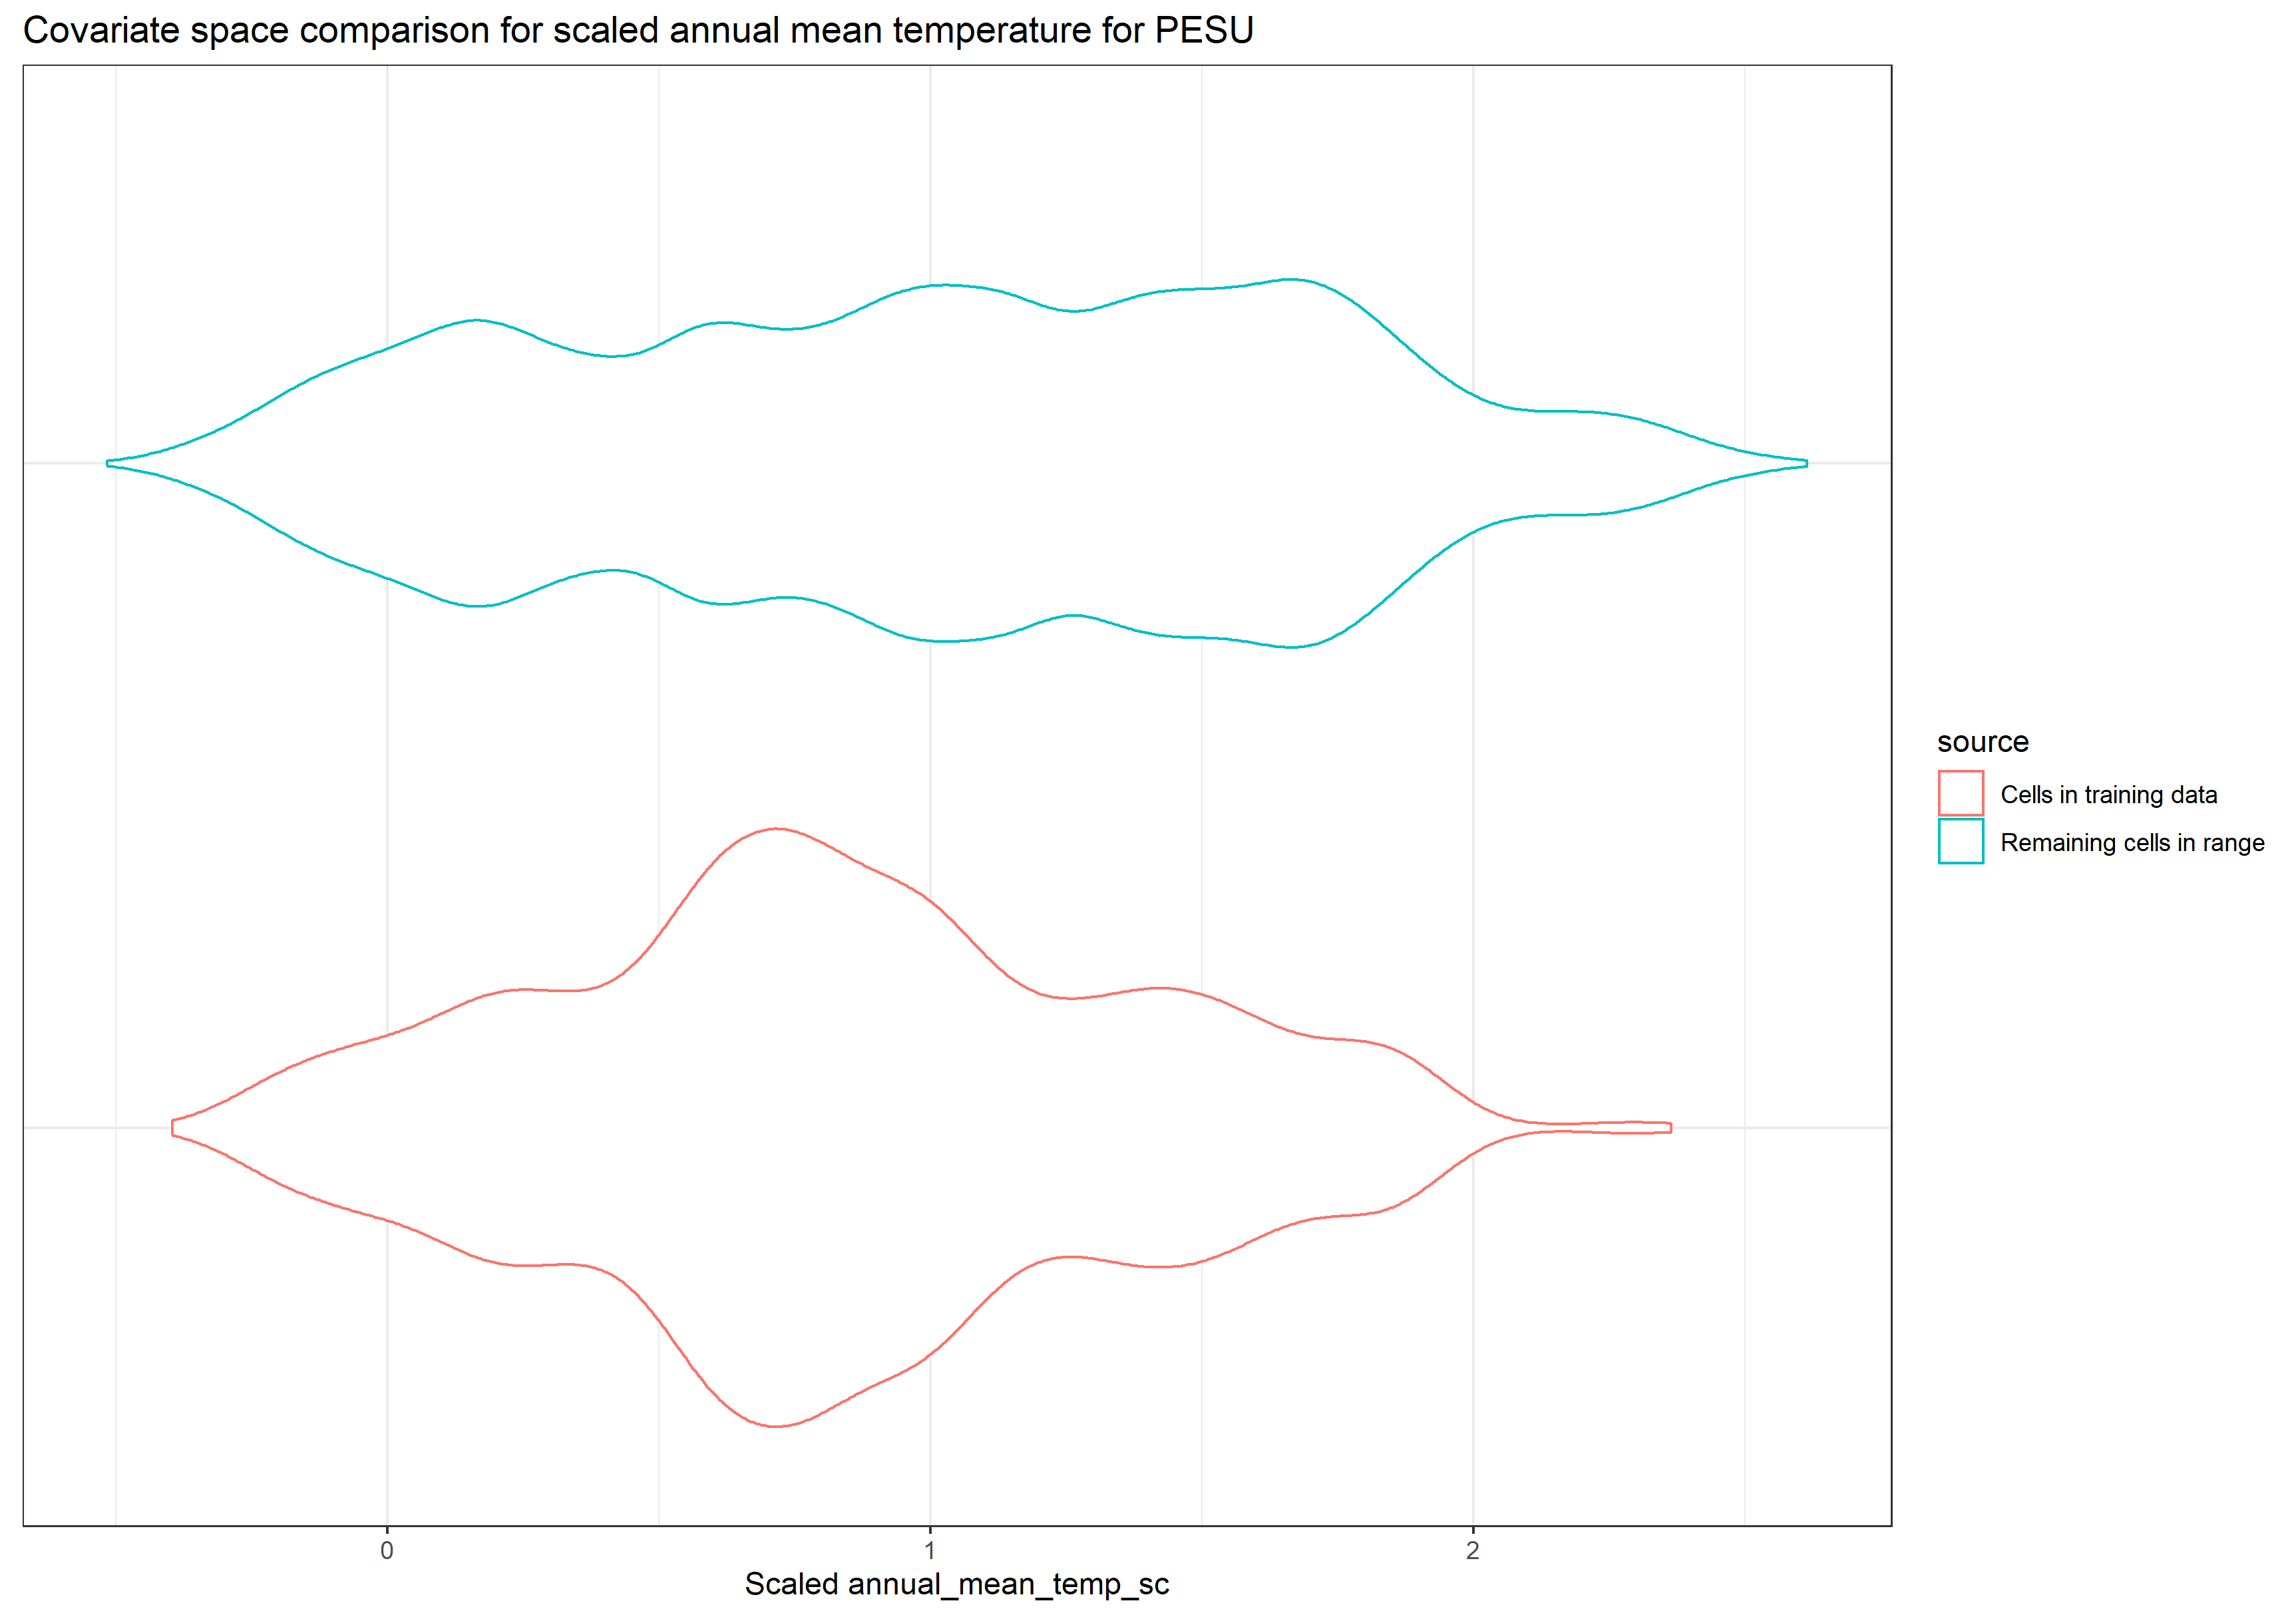 Covariate space comparison for scaled annual mean temperature for PESU
source
Cells in training data
Remaining cells in range
0
1
2
Scaled annual_mean_temp_sc